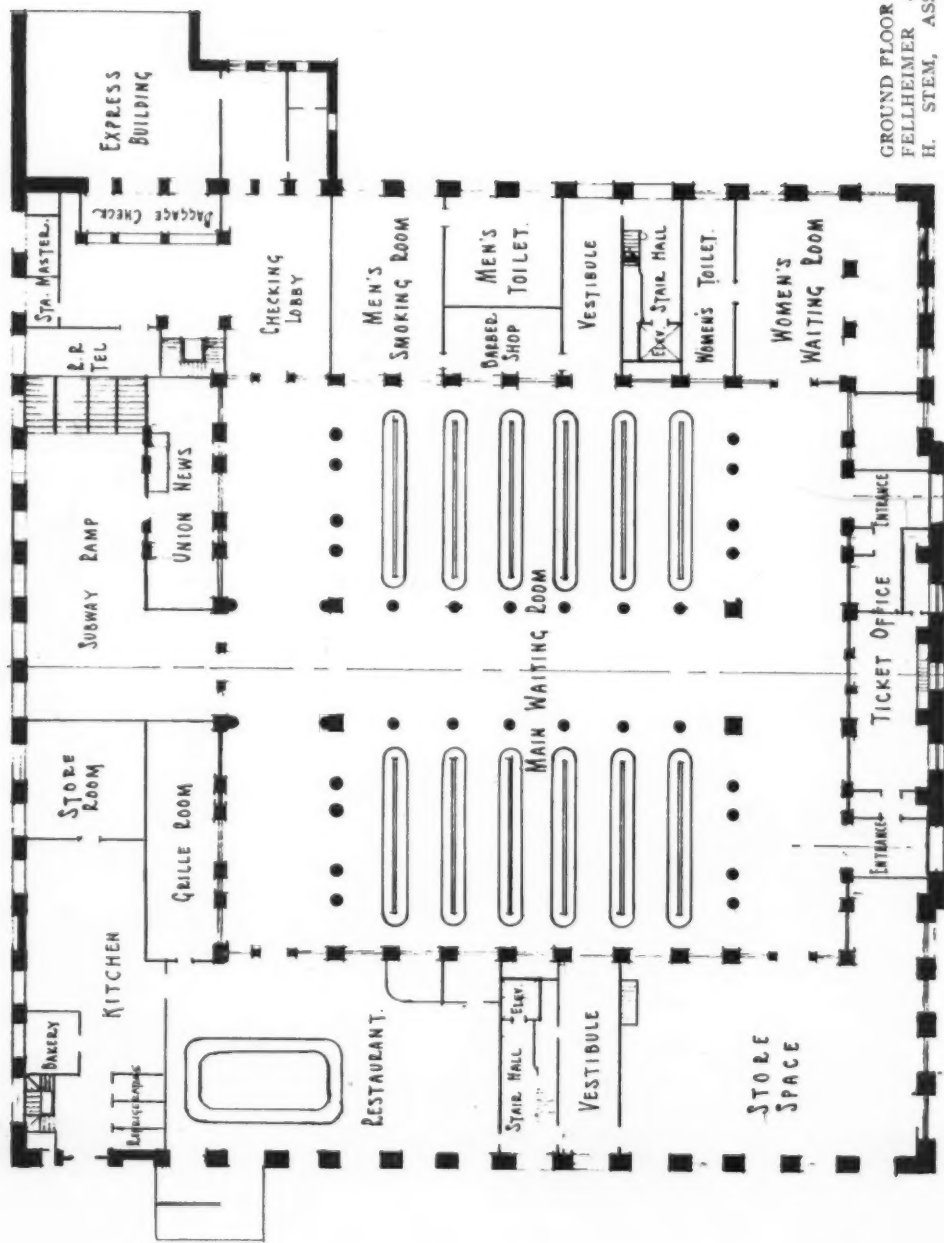 EXPRESS
BUILDING
STA. MASTER.
BAGGAGE CHECK.
R.R
TEL
CHECKING
LOBBY
SUBWAY RAMP
UNION NEWS
STORE
ROOM
GRILLE ROOM
KITCHEN
BAKERY
REFRIGERATORS
RESTAURANT.
MEN'S
SMOKING ROOM
MEN'S
TOILET.
BARBER
SHOP
VESTIBULE
STAIR HALL
ELEV.
WOMEN'S TOILET.
WOMEN'S
WAITING ROOM
MAIN WAITING ROOM
STAIR HALL
ELEV.
VESTIBULE
STORE
SPACE
ENTRANCE
TICKET OFFICE
ENTRANCE
GROUND FLOOR
FELLHEIMER
H. STEM, ASS